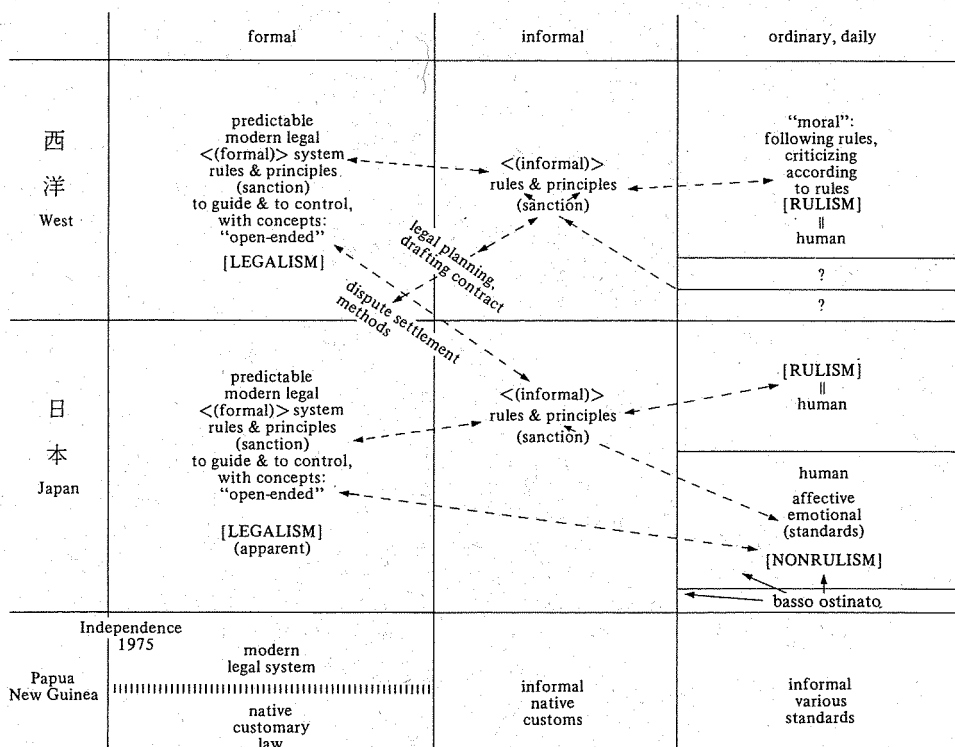 formal
informal
ordinary, daily
西
洋
West
predictable
modern legal
<(formal)> system
rules & principles
(sanction)
to guide & to control,
with concepts:
"open-ended"
[LEGALISM]
<(informal)>
rules & principles
(sanction)
legal planning,
drafting contract
dispute settlement
methods
"moral":
following rules,
criticizing
according
to rules
[RULISM]
||
human
?
?
日
本
Japan
predictable
modern legal
<(formal)> system
rules & principles
(sanction)
to guide & to control,
with concepts:
"open-ended"
[LEGALISM]
(apparent)
<(informal)>
rules & principles
(sanction)
[RULISM]
||
human
human
affective
emotional
(standards)
[NONRULISM]
basso ostinato
Papua
New Guinea
Independence
1975
modern
legal system
native
customary
law
informal
native
customs
informal
various
standards